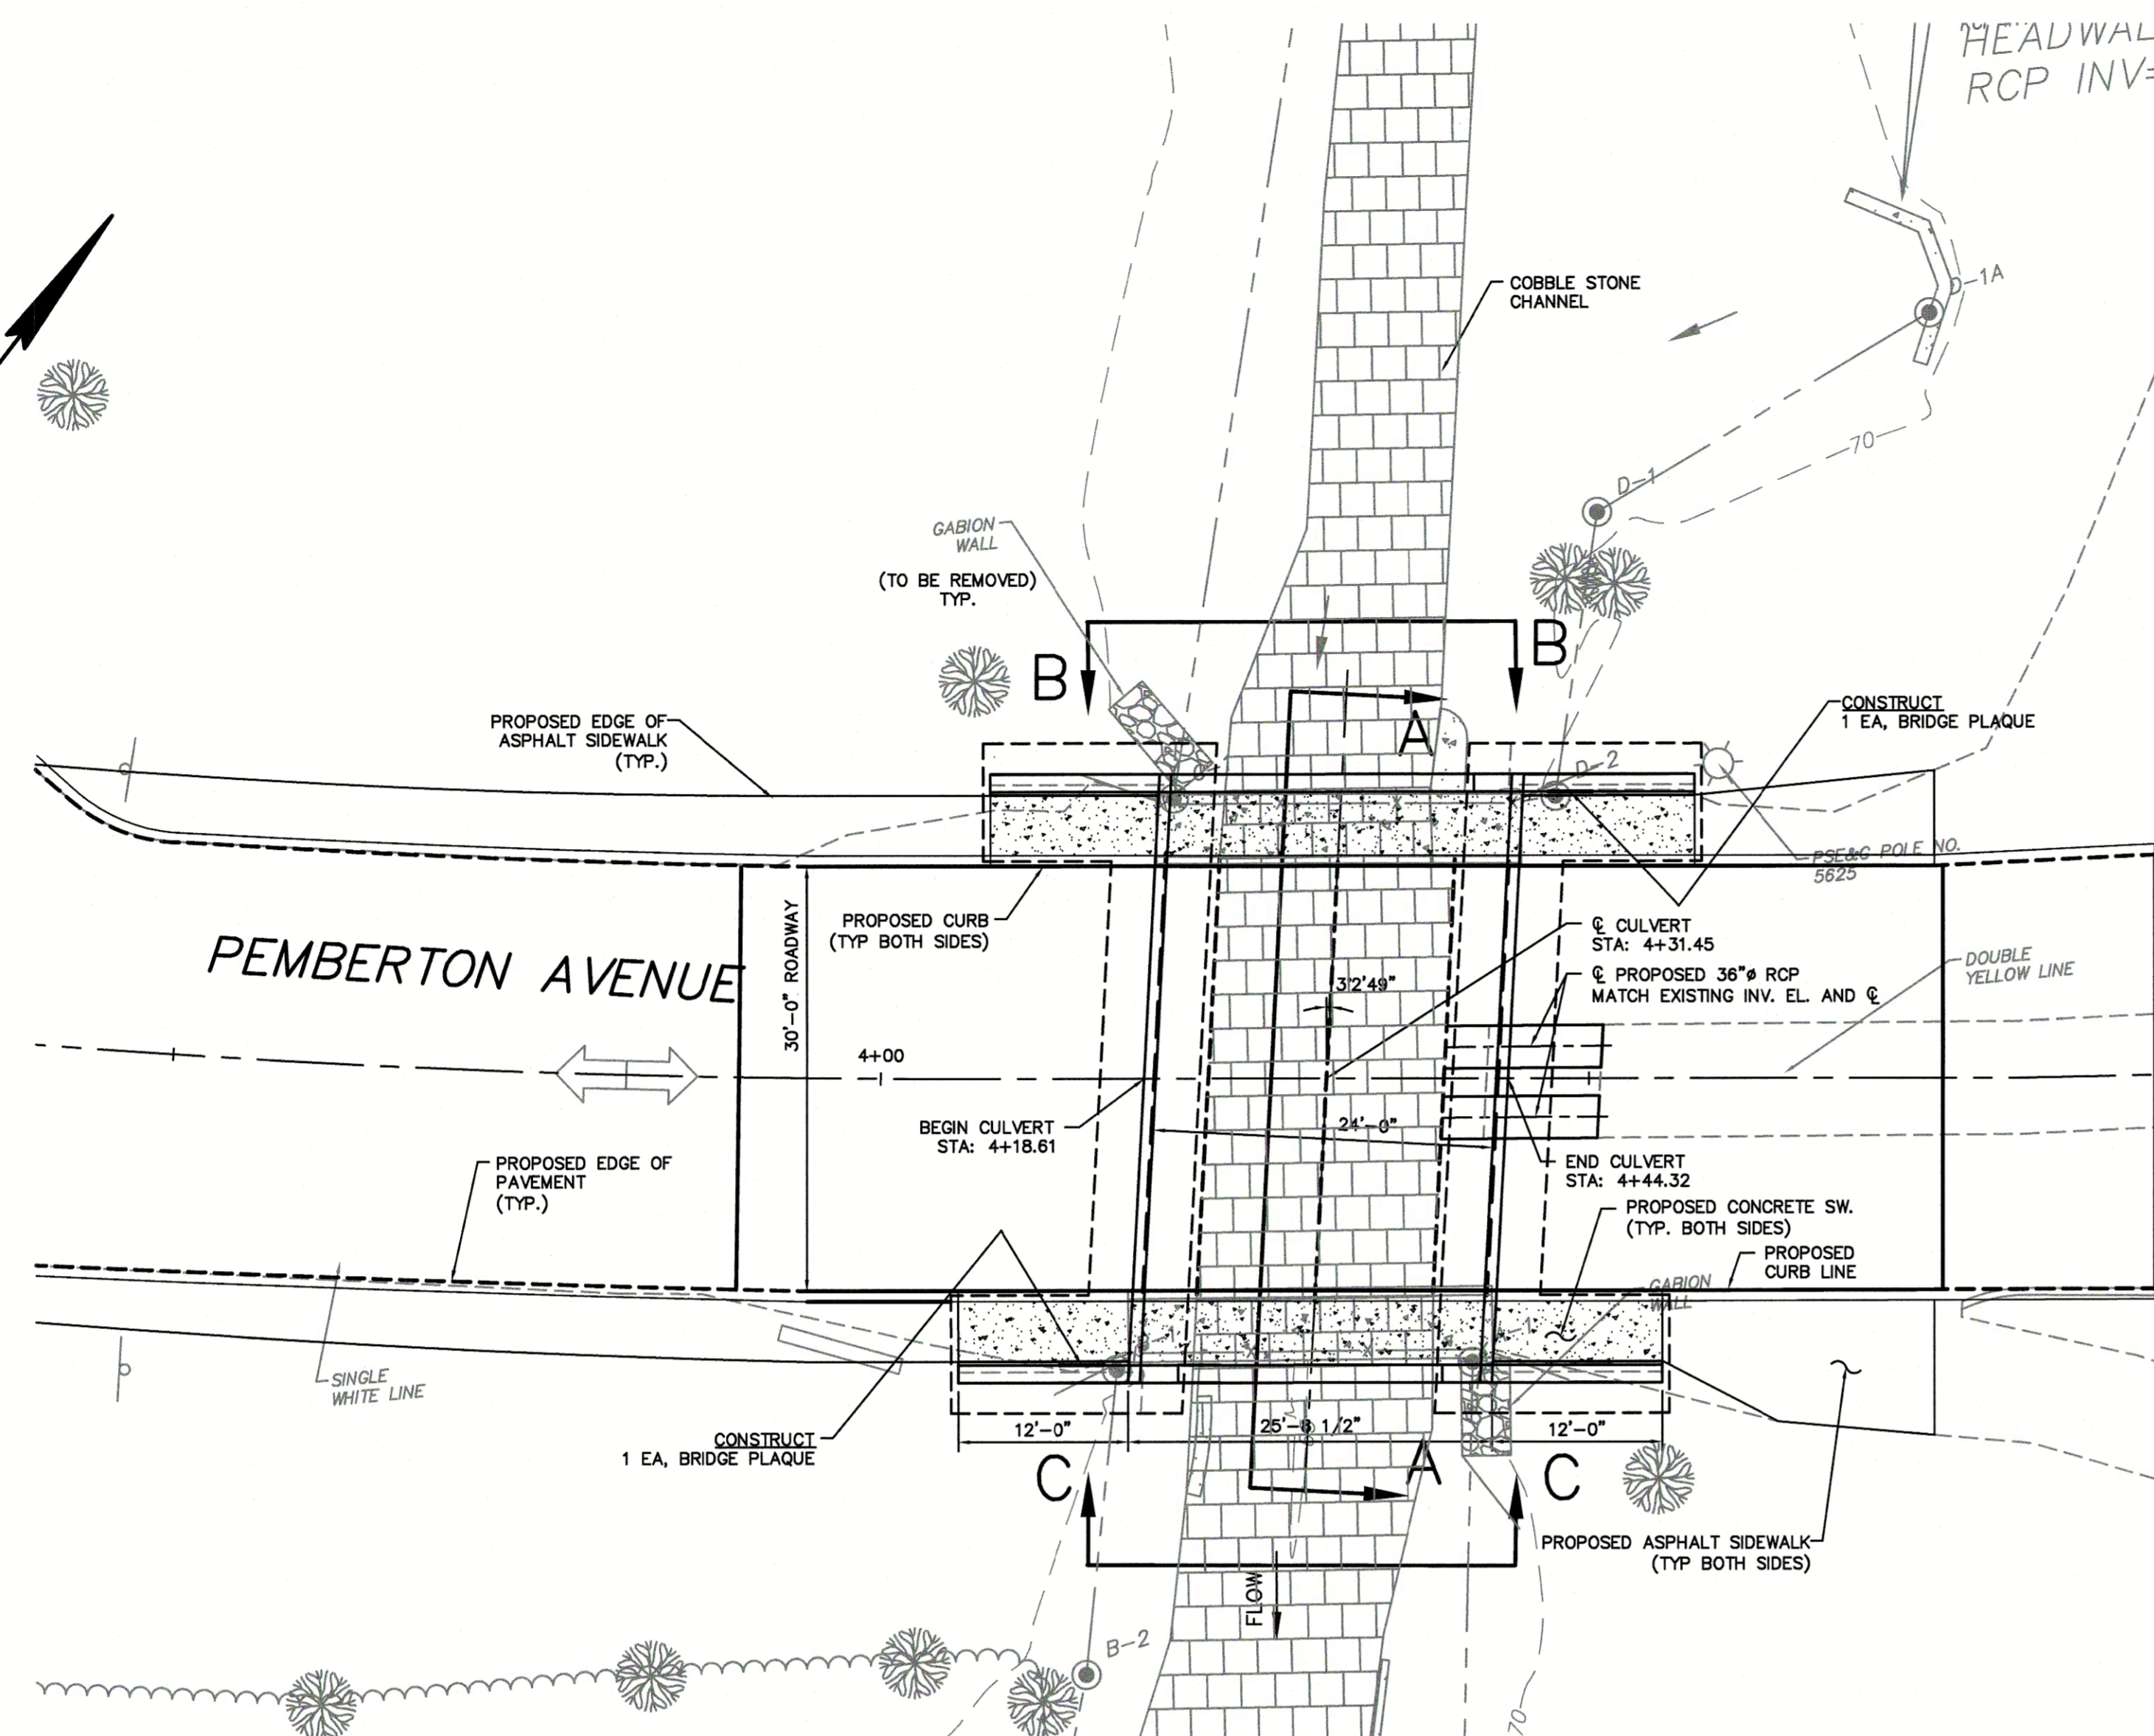 HEADWAL
RCP INV=
D-1A
COBBLE STONE
CHANNEL
70
D-1
GABION
WALL
(TO BE REMOVED)
TYP.
B
B
A
CONSTRUCT
1 EA, BRIDGE PLAQUE
PROPOSED EDGE OF
ASPHALT SIDEWALK
(TYP.)
D-2
PSE&G POLE NO.
5625
PROPOSED CURB
(TYP BOTH SIDES)
30'-0" ROADWAY
℄ CULVERT
STA: 4+31.45
PEMBERTON AVENUE
3°2'49"
℄ PROPOSED 36"ø RCP
MATCH EXISTING INV. EL. AND ℄
DOUBLE
YELLOW LINE
4+00
BEGIN CULVERT
STA: 4+18.61
24'-0"
END CULVERT
STA: 4+44.32
PROPOSED EDGE OF
PAVEMENT
(TYP.)
PROPOSED CONCRETE SW.
(TYP. BOTH SIDES)
PROPOSED
CURB LINE
GABION
WALL
SINGLE
WHITE LINE
CONSTRUCT
1 EA, BRIDGE PLAQUE
12'-0"
25'-8 1/2"
12'-0"
C
A
C
PROPOSED ASPHALT SIDEWALK
(TYP BOTH SIDES)
FLOW
B-2
70